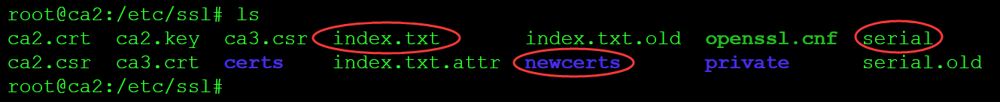 root@ca2:/etc/ssl# ls
ca2.crt ca2.key ca3.csr index.txt index.txt.old openssl.cnf serial
ca2.csr ca3.crt certs index.txt.attr newcerts private serial.old
root@ca2:/etc/ssl#